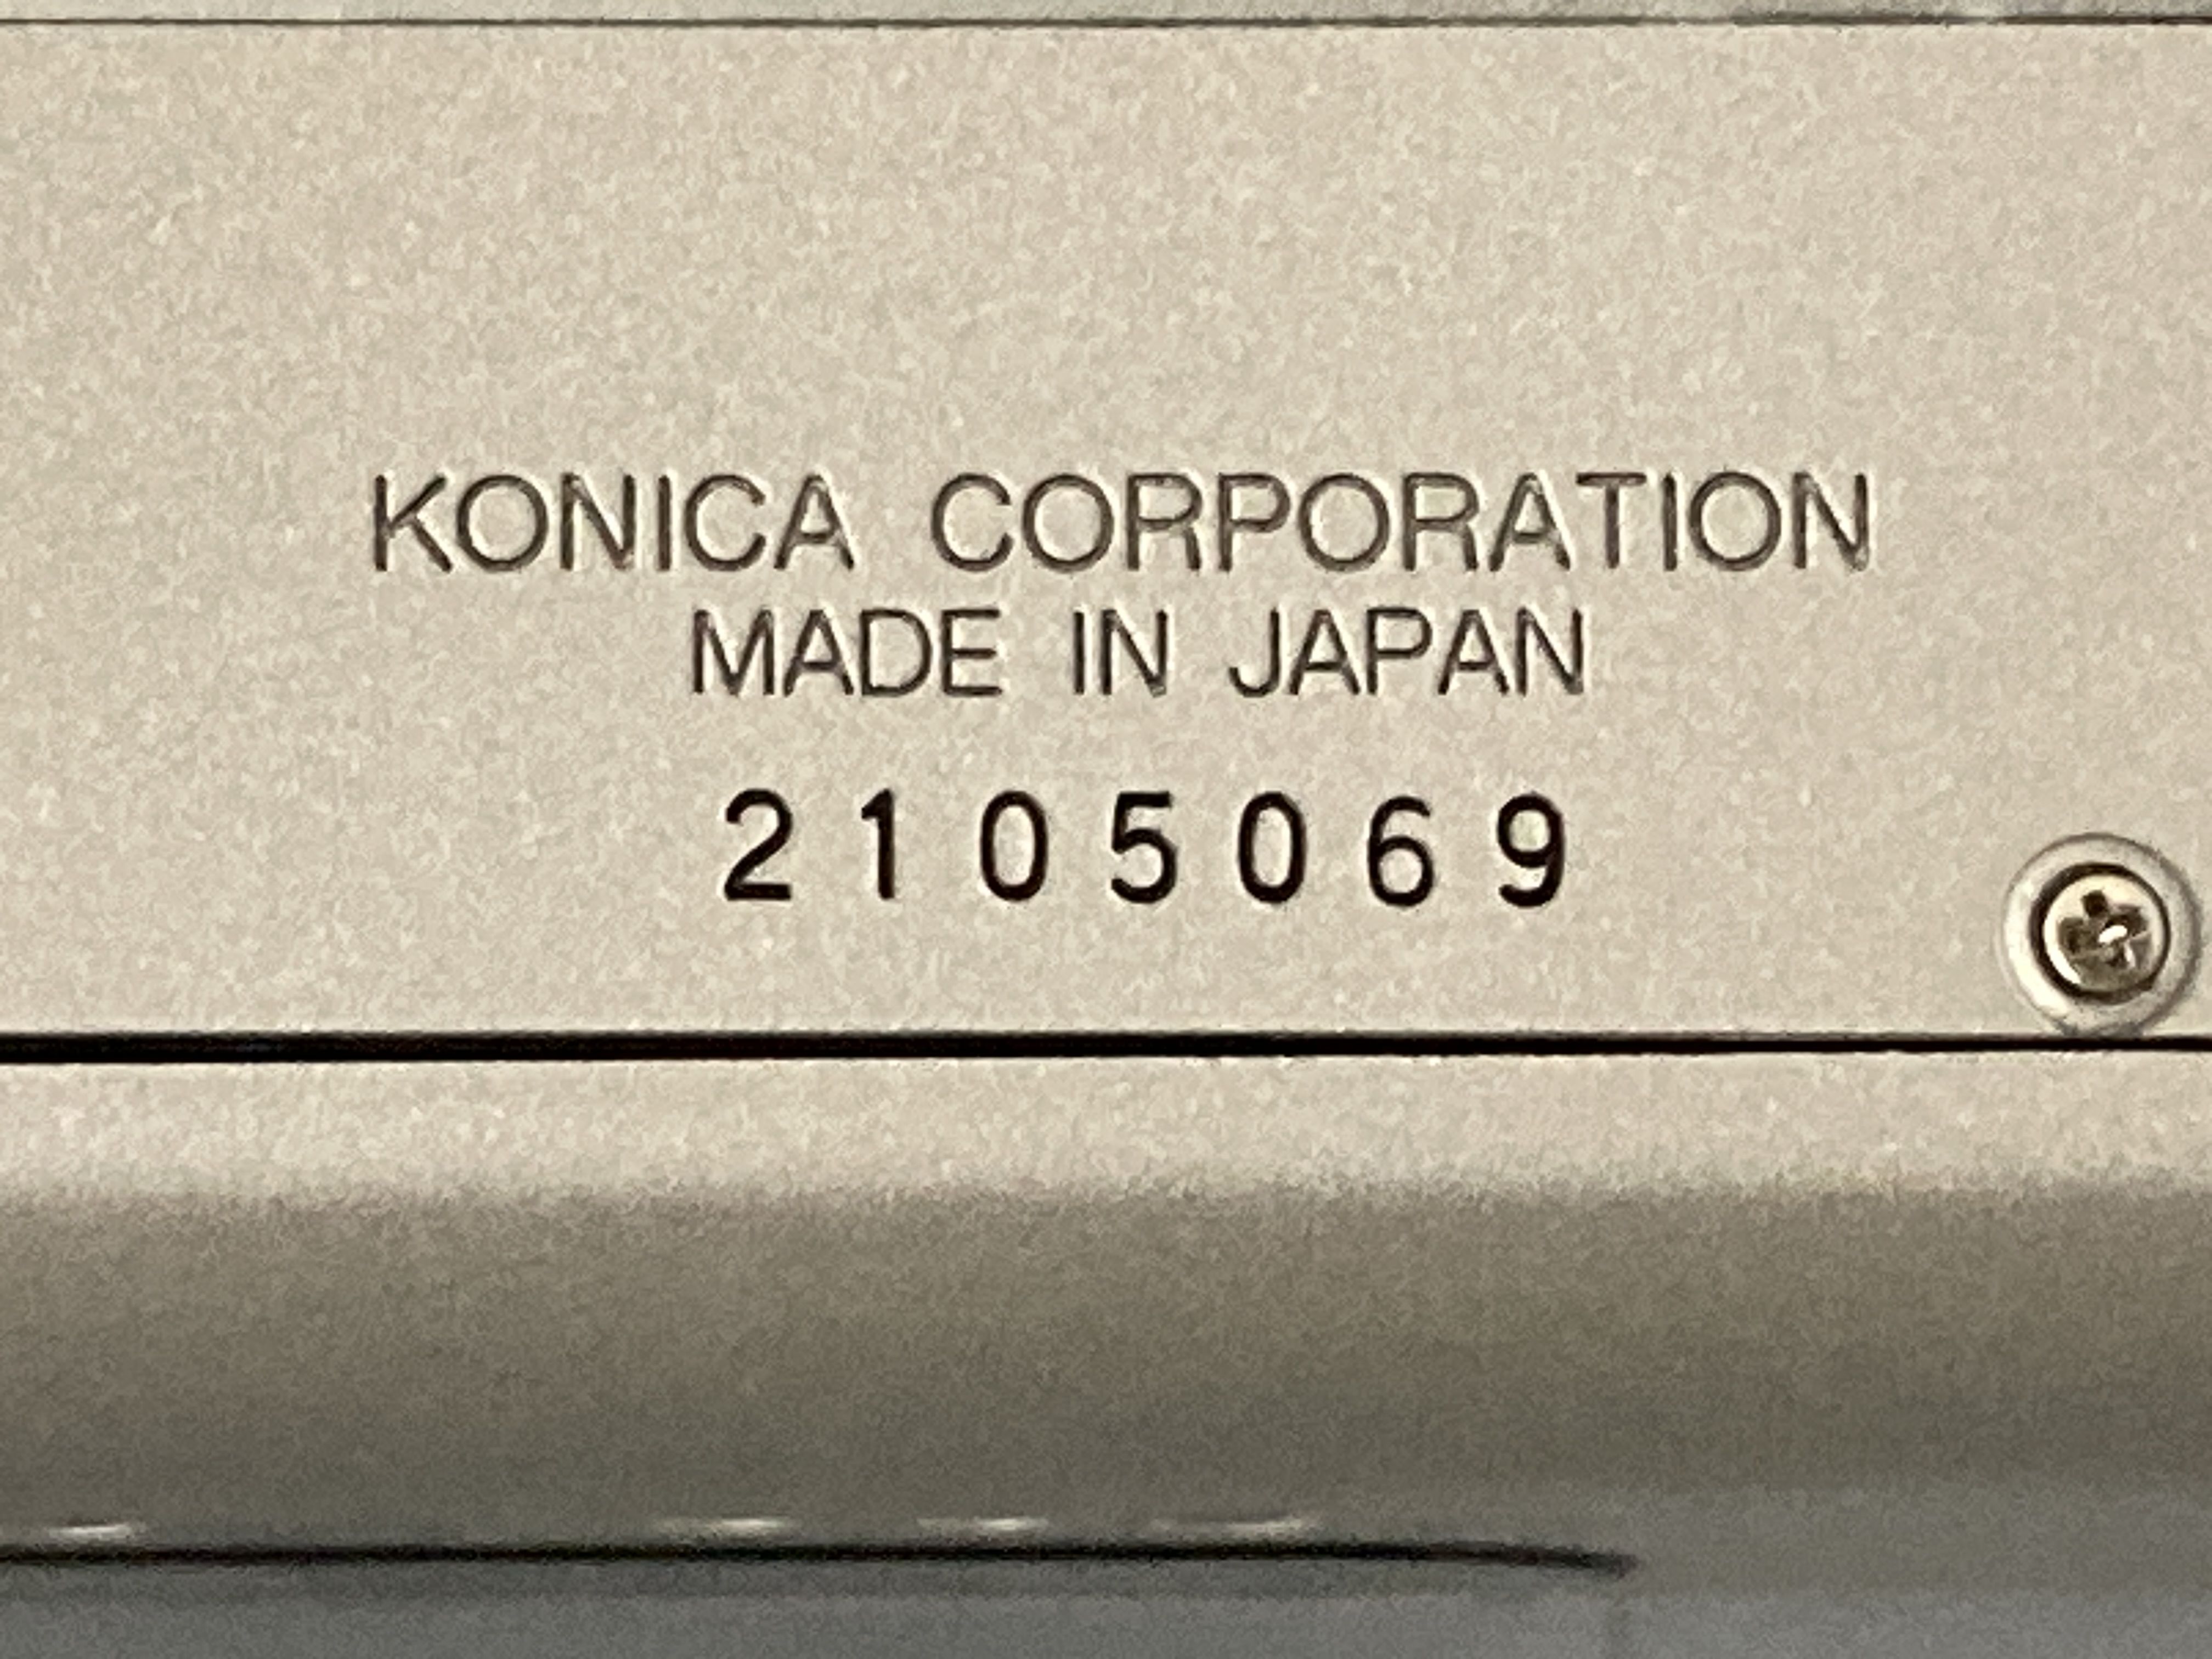 KONICA CORPORATION
MADE IN JAPAN
2105069